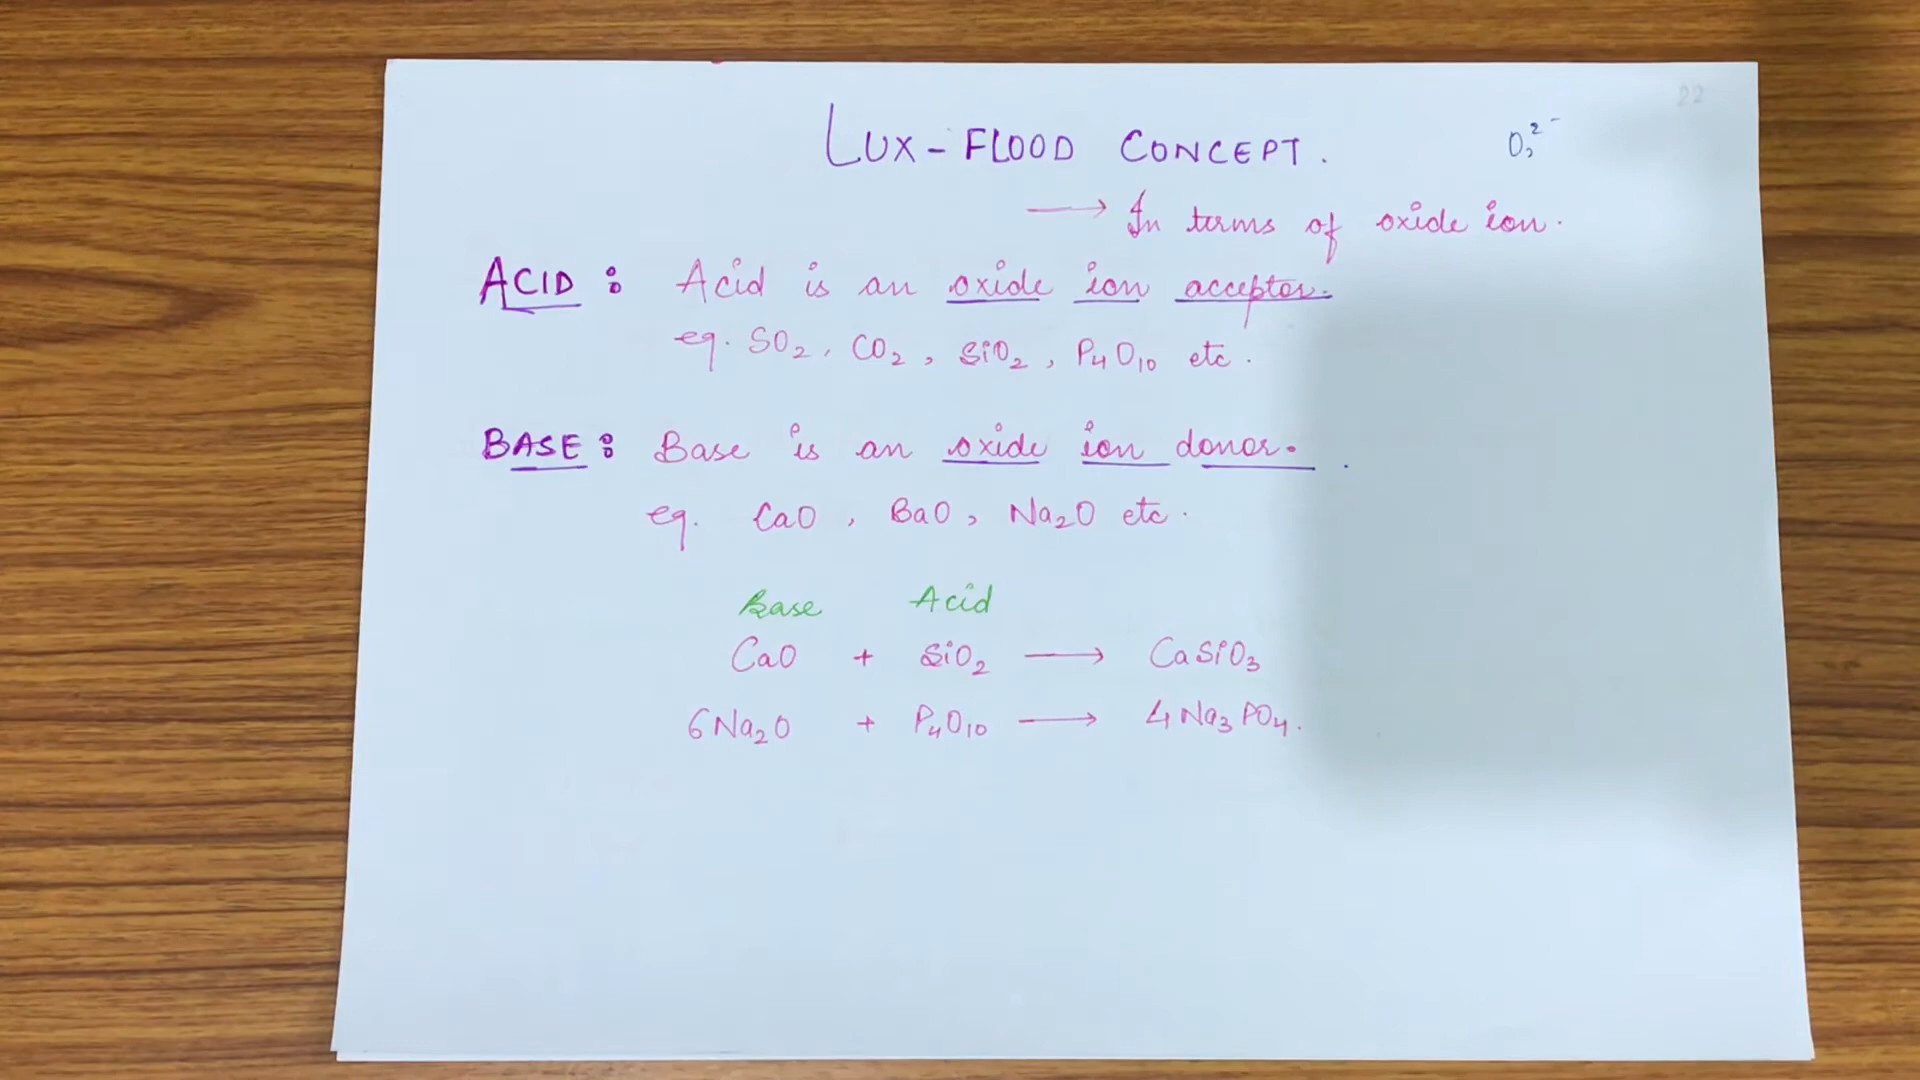 22
LUX-FLOOD CONCEPT. O₂²⁻
→ In terms of oxide ion.
ACID : Acid is an oxide ion acceptor.
eg. SO₂, CO₂, SiO₂, P₄O₁₀ etc.
BASE : Base is an oxide ion donor.
eg. CaO, BaO, Na₂O etc.
Base Acid
CaO + SiO₂ → CaSiO₃
6Na₂O + P₄O₁₀ → 4Na₃PO₄.